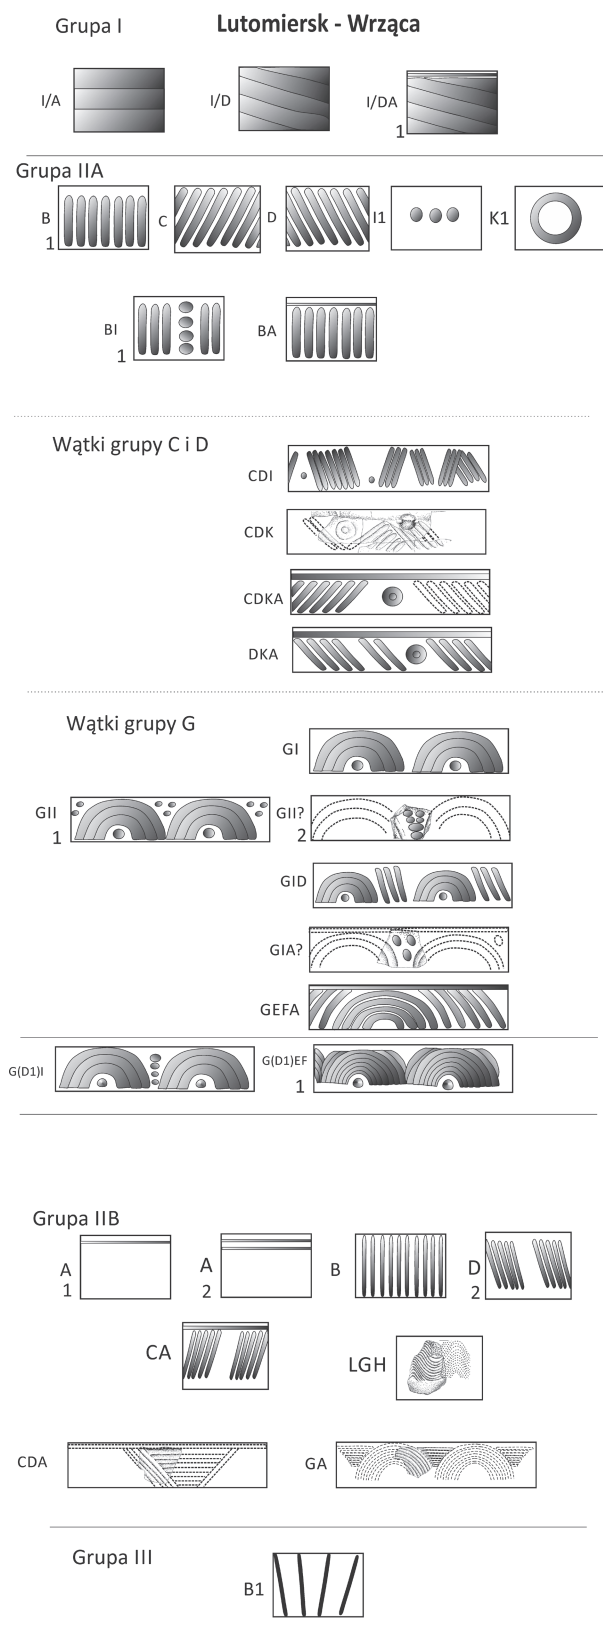 Grupa I
Lutomiersk - Wrząca
I/A
I/D
I/DA
1
Grupa IIA
B
1
C
D
I1
K1
BI
1
BA
Wątki grupy C i D
CDI
CDK
CDKA
DKA
Wątki grupy G
GI
GII
1
GII?
2
GID
GIA?
GEFA
G(D1)I
G(D1)EF
1
Grupa IIB
A
1
A
2
B
D
2
CA
LGH
CDA
GA
Grupa III
B1